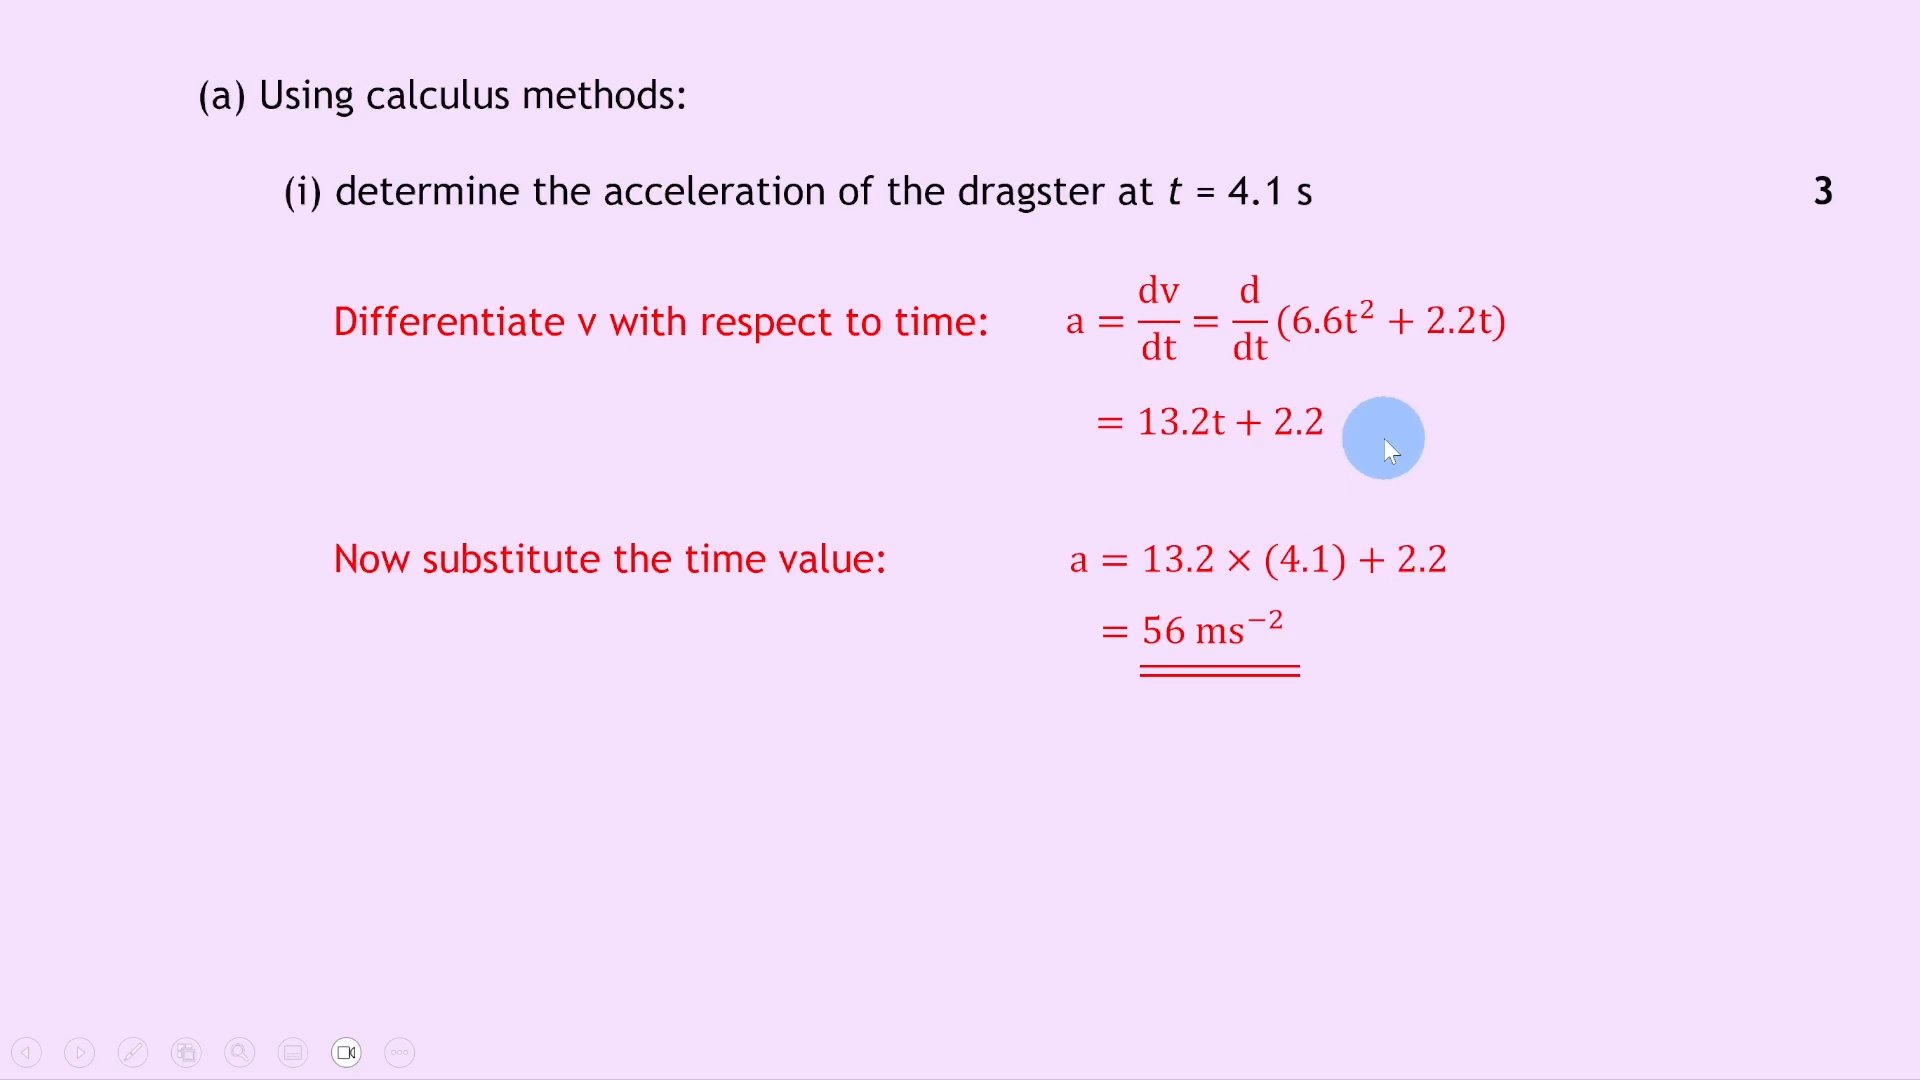 (a) Using calculus methods:
(i) determine the acceleration of the dragster at t = 4.1 s 3
Differentiate v with respect to time: a = dv/dt = d/dt (6.6t² + 2.2t)
= 13.2t + 2.2
Now substitute the time value: a = 13.2 × (4.1) + 2.2
= 56 ms⁻²